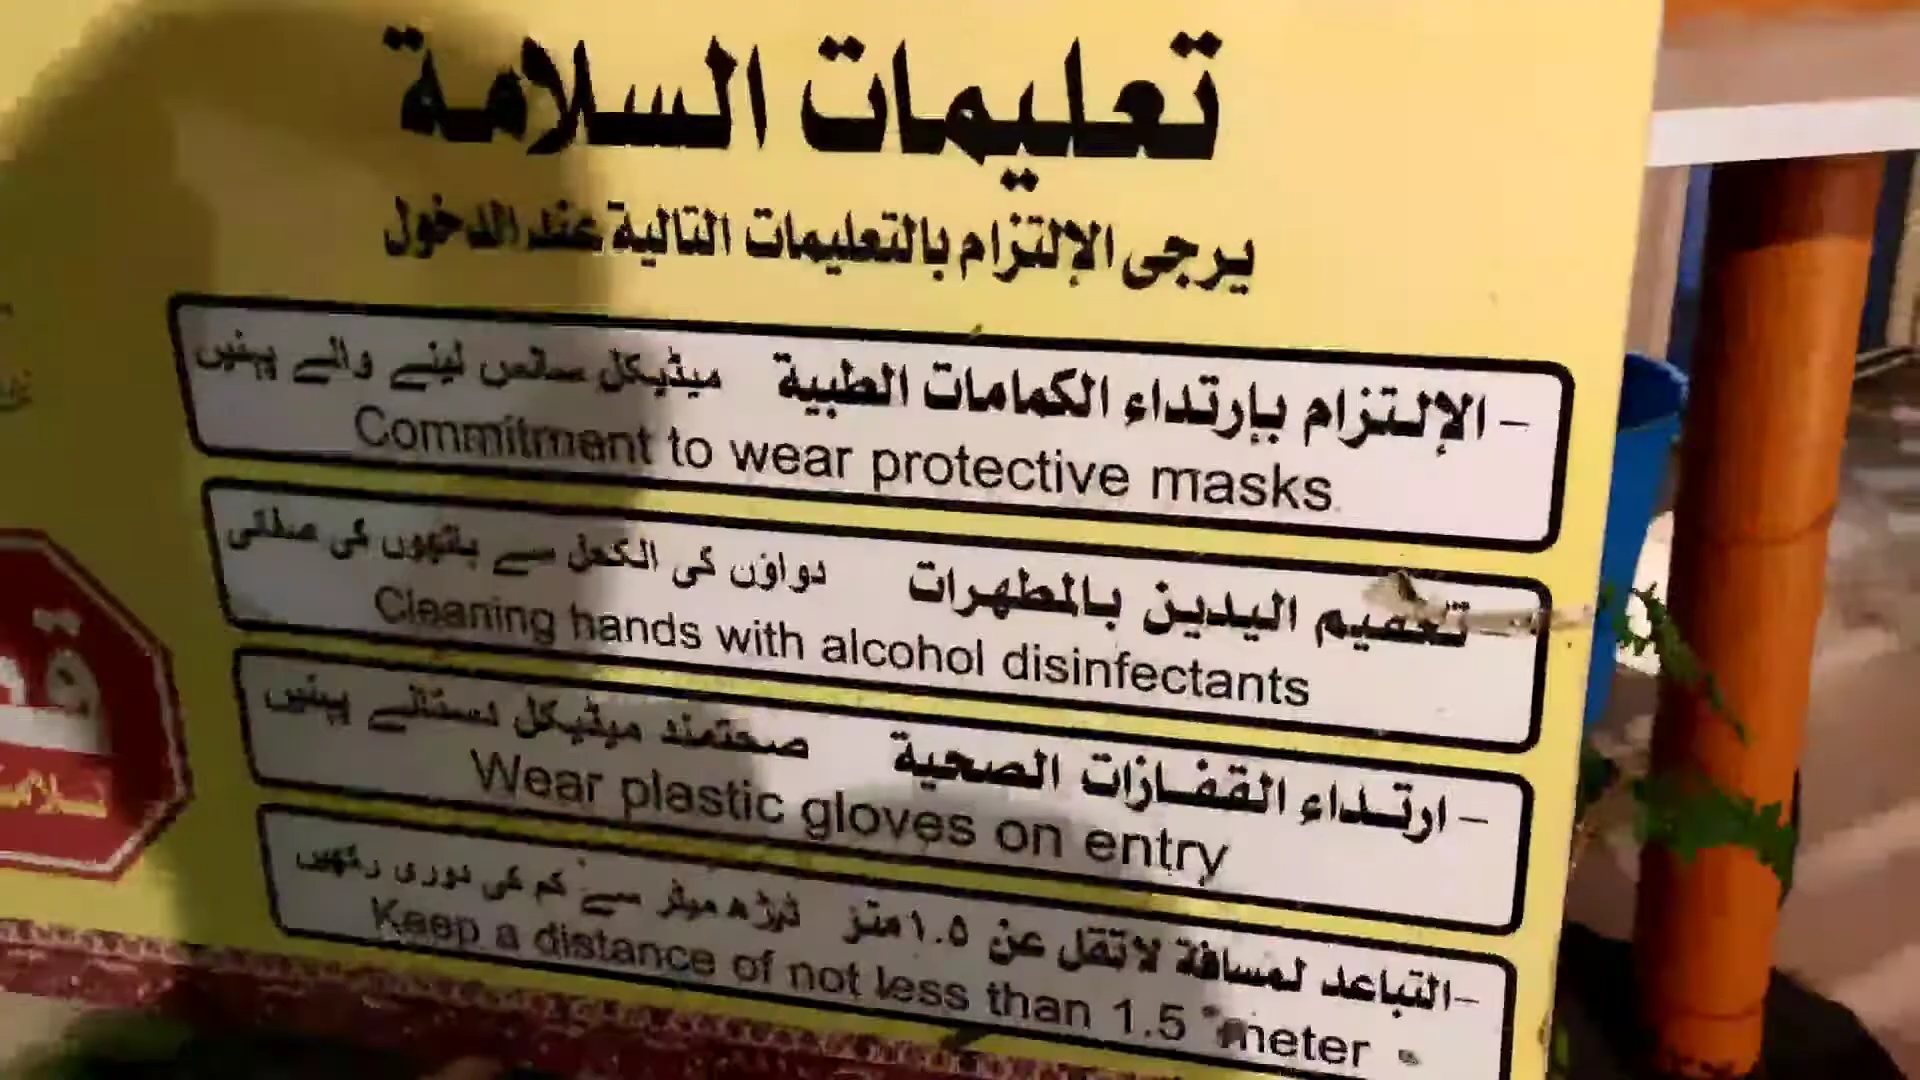 تعليمات السلامة
يرجى الإلتزام بالتعليمات التالية عند الدخول
- الإلتزام بإرتداء الكمامات الطبية میڈیکل سانس لینے والے پہنیں
Commitment to wear protective masks
- تعقيم اليدين بالمطهرات دواؤں کی الکحل سے ہاتھوں کی صفائی
Cleaning hands with alcohol disinfectants
- ارتداء القفازات الصحية صحتمند میڈیکل دستانے پہنیں
Wear plastic gloves on entry
- التباعد لمسافة لاتقل عن ١.٥ متر ڈیڑھ میٹر سے کم کی دوری رکھیں
Keep a distance of not less than 1.5 meter